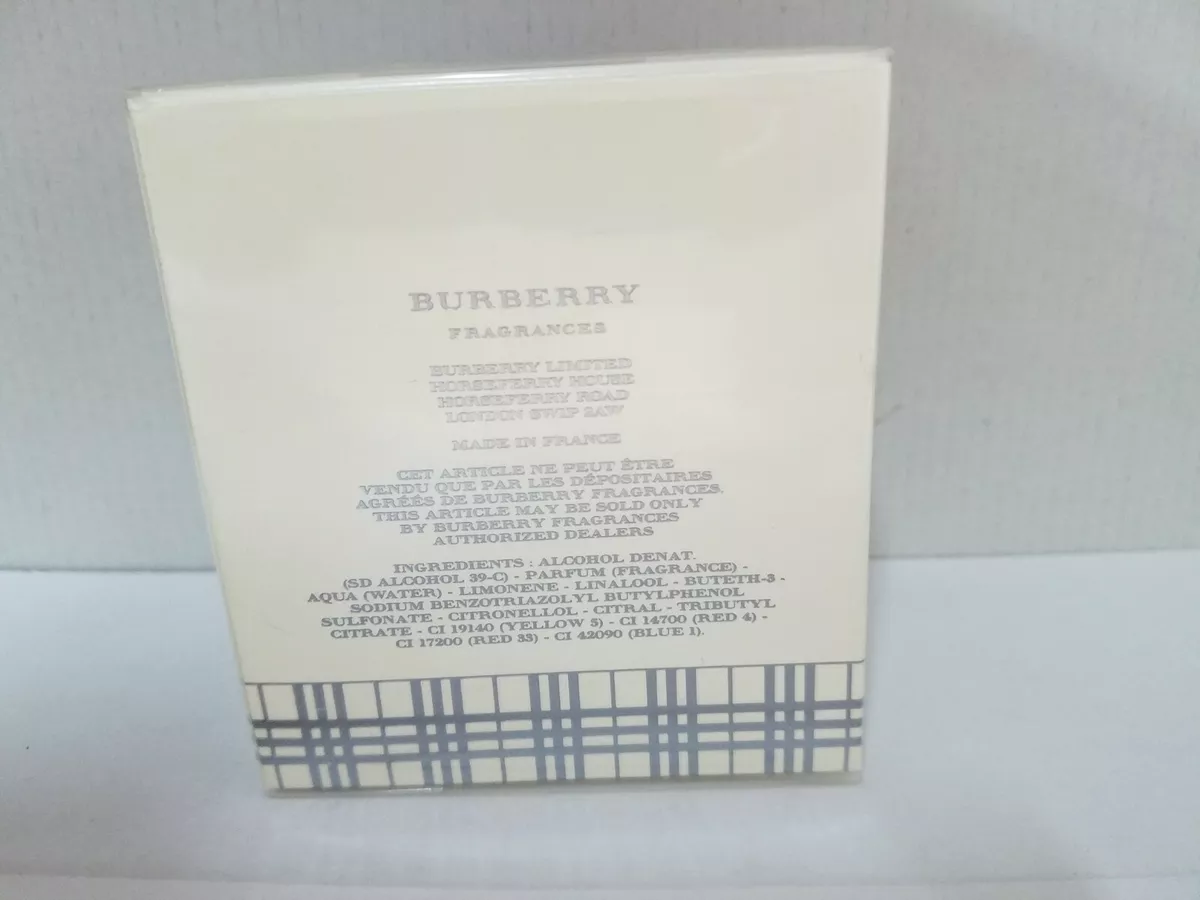 BURBERRY
FRAGRANCES
BURBERRY LIMITED
HORSEFERRY HOUSE
HORSEFERRY ROAD
LONDON SW1P 2AW
MADE IN FRANCE
CET ARTICLE NE PEUT ÊTRE
VENDU QUE PAR LES DÉPOSITAIRES
AGRÉÉS DE BURBERRY FRAGRANCES.
THIS ARTICLE MAY BE SOLD ONLY
BY BURBERRY FRAGRANCES
AUTHORIZED DEALERS
INGREDIENTS : ALCOHOL DENAT.
(SD ALCOHOL 39-C) - PARFUM (FRAGRANCE) -
AQUA (WATER) - LIMONENE - LINALOOL - BUTETH-3 -
SODIUM BENZOTRIAZOLYL BUTYLPHENOL
SULFONATE - CITRONELLOL - CITRAL - TRIBUTYL
CITRATE - CI 19140 (YELLOW 5) - CI 14700 (RED 4) -
CI 17200 (RED 33) - CI 42090 (BLUE 1).